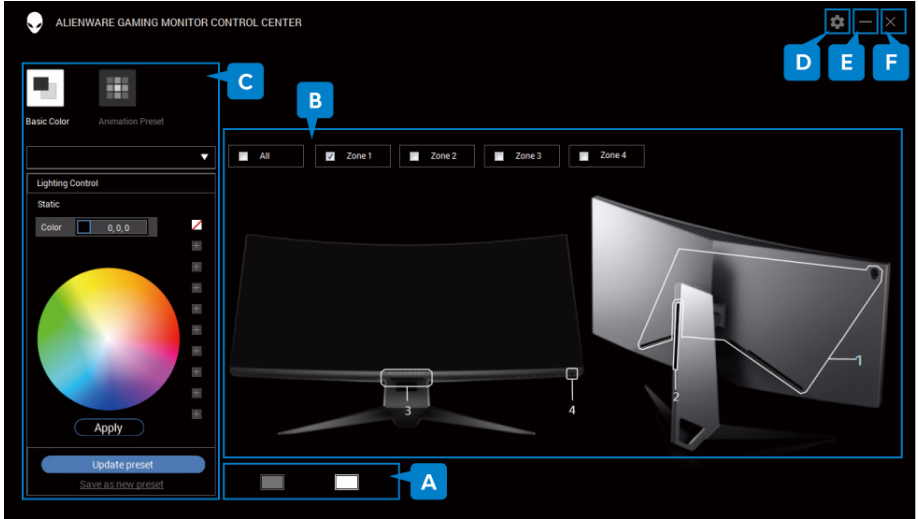 ALIENWARE GAMING MONITOR CONTROL CENTER
D E F
C
B
Basic Color Animation Preset
All Zone 1 Zone 2 Zone 3 Zone 4
Lighting Control
Static
Color 0, 0, 0
1
2
3 4
Apply
Update preset
Save as new preset
A